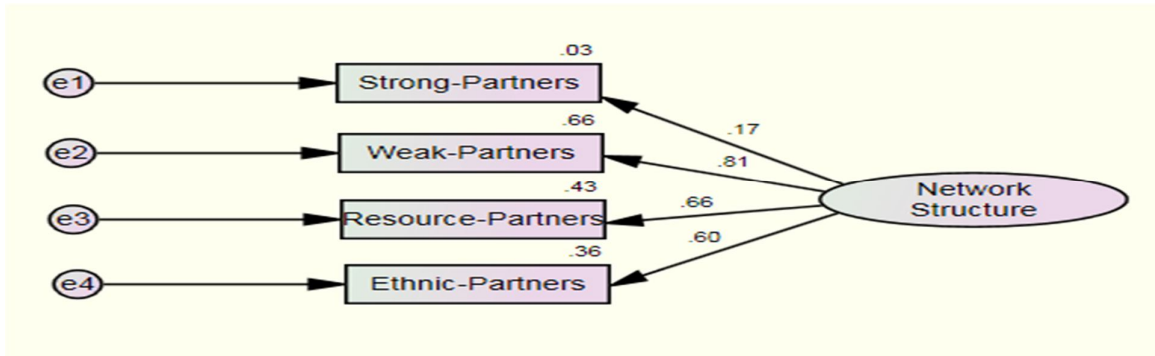 .03
e1
Strong-Partners
.17
.66
e2
Weak-Partners
.81
.43
e3
Resource-Partners
.66
.36
e4
Ethnic-Partners
.60
Network
Structure